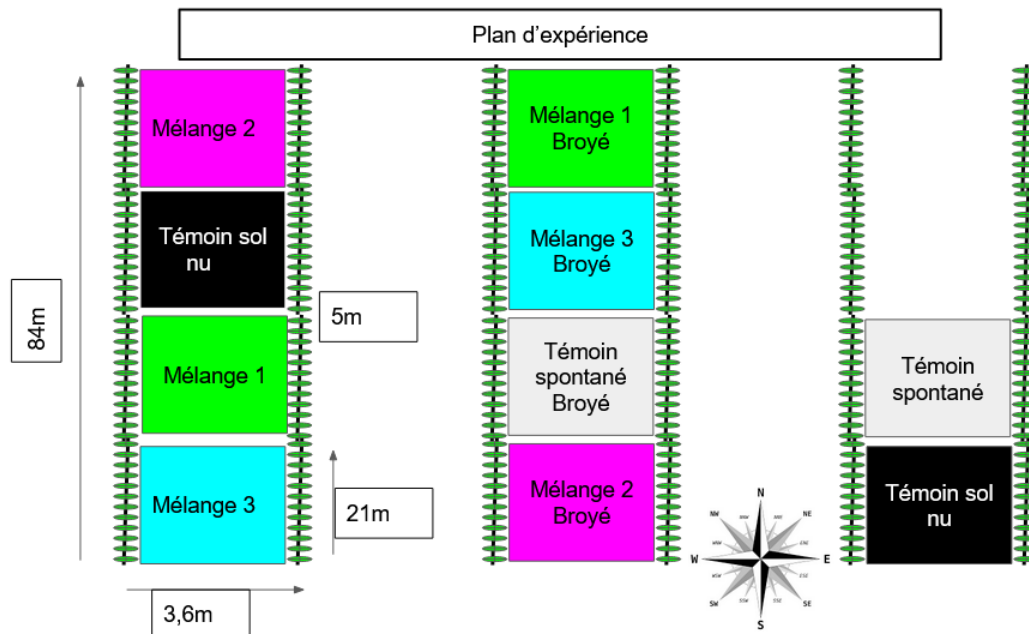 Plan d'expérience
Mélange 2
Témoin sol
nu
Mélange 1
Mélange 3
84m
5m
21m
3,6m
Mélange 1
Broyé
Mélange 3
Broyé
Témoin
spontané
Broyé
Mélange 2
Broyé
Témoin
spontané
Témoin sol
nu
N
NW
NE
W
E
SW
SE
S